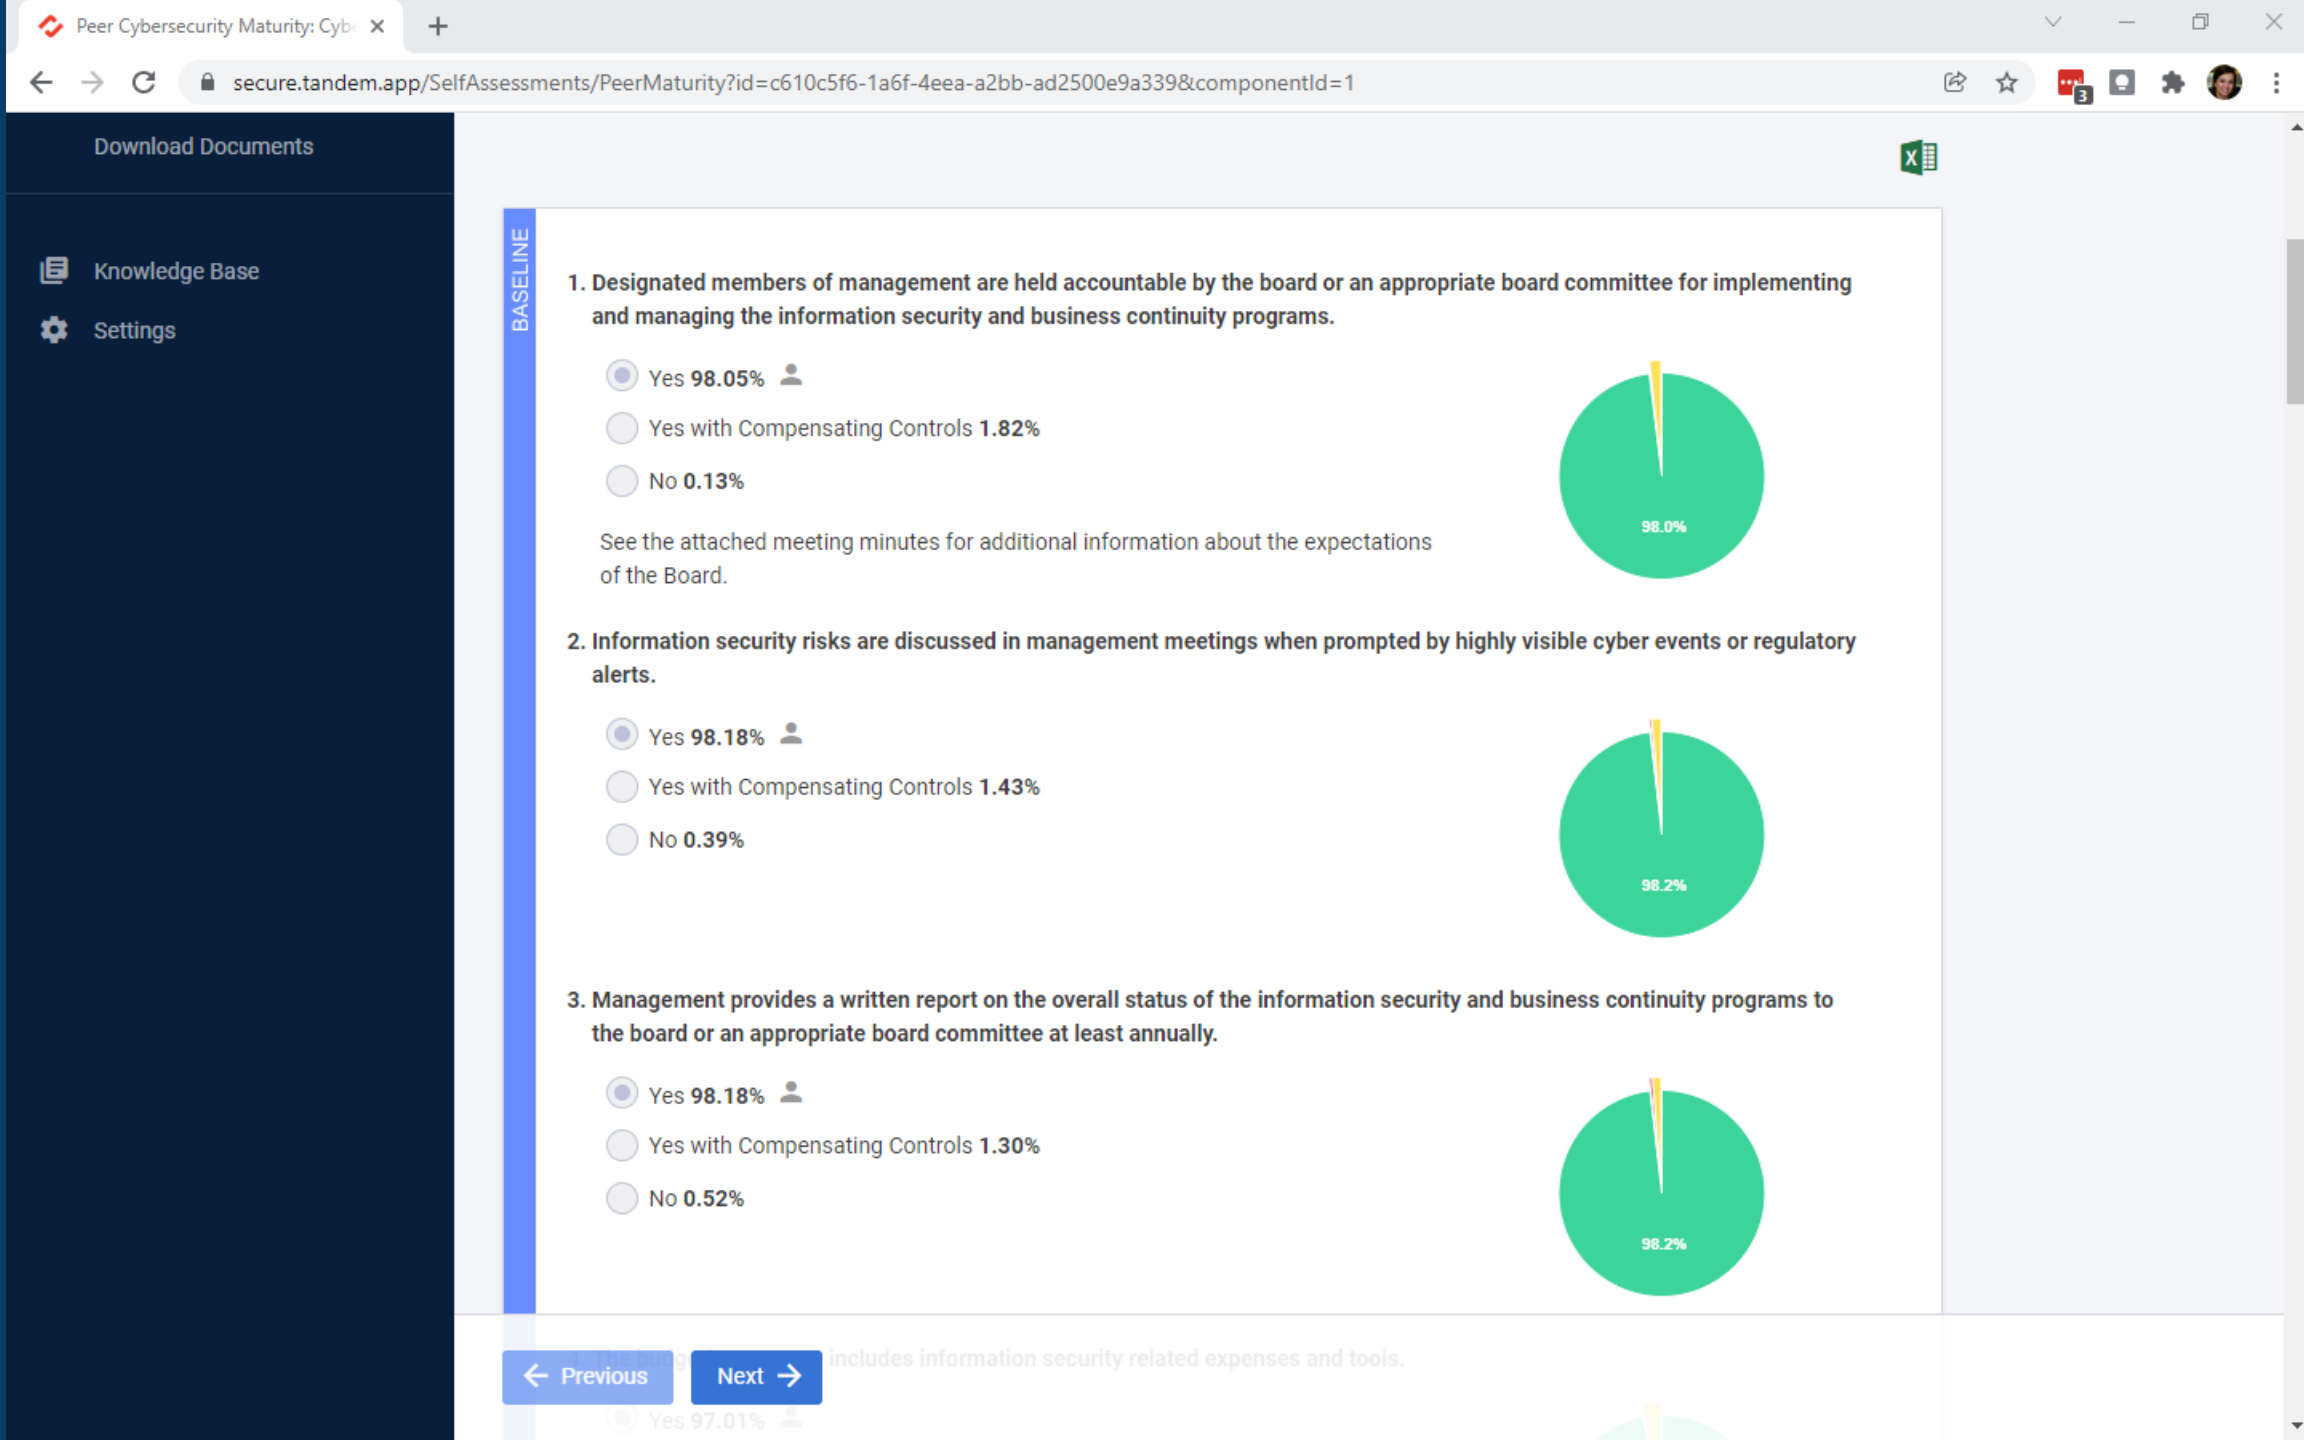 Peer Cybersecurity Maturity: Cybe
secure.tandem.app/SelfAssessments/PeerMaturity?id=c610c5f6-1a6f-4eea-a2bb-ad2500e9a339&componentId=1
3
Download Documents
Knowledge Base
Settings
X
BASELINE
1. Designated members of management are held accountable by the board or an appropriate board committee for implementing
and managing the information security and business continuity programs.
Yes 98.05%
Yes with Compensating Controls 1.82%
No 0.13%
98.0%
See the attached meeting minutes for additional information about the expectations
of the Board.
2. Information security risks are discussed in management meetings when prompted by highly visible cyber events or regulatory
alerts.
Yes 98.18%
Yes with Compensating Controls 1.43%
No 0.39%
98.2%
3. Management provides a written report on the overall status of the information security and business continuity programs to
the board or an appropriate board committee at least annually.
Yes 98.18%
Yes with Compensating Controls 1.30%
No 0.52%
98.2%
4. The includes information security related expenses and tools.
Previous
Next
Yes 97.01%